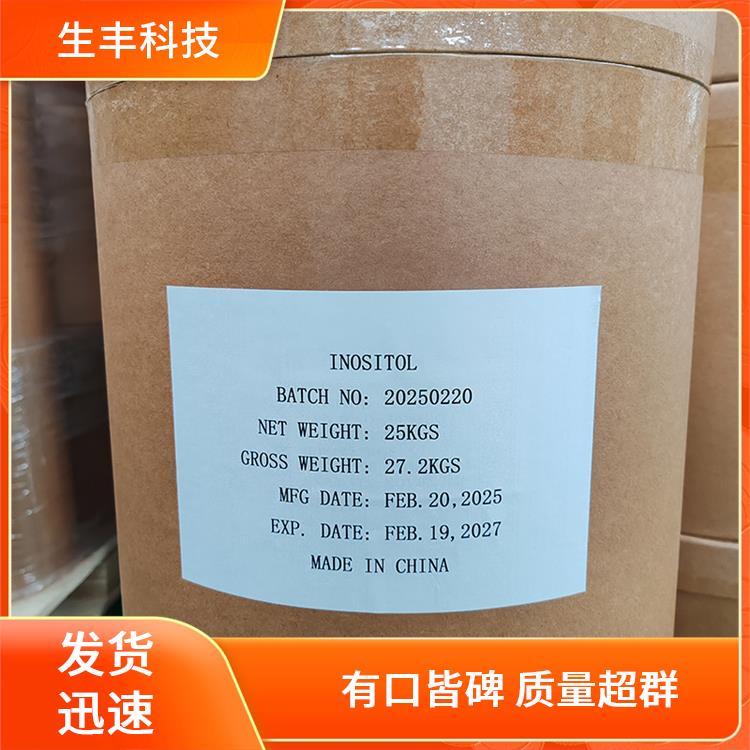 生丰科技
INOSITOL
BATCH NO: 20250220
NET WEIGHT: 25KGS
GROSS WEIGHT: 27.2KGS
MFG DATE: FEB.20,2025
EXP. DATE: FEB.19,2027
MADE IN CHINA
发货
迅速
有口皆碑 质量超群